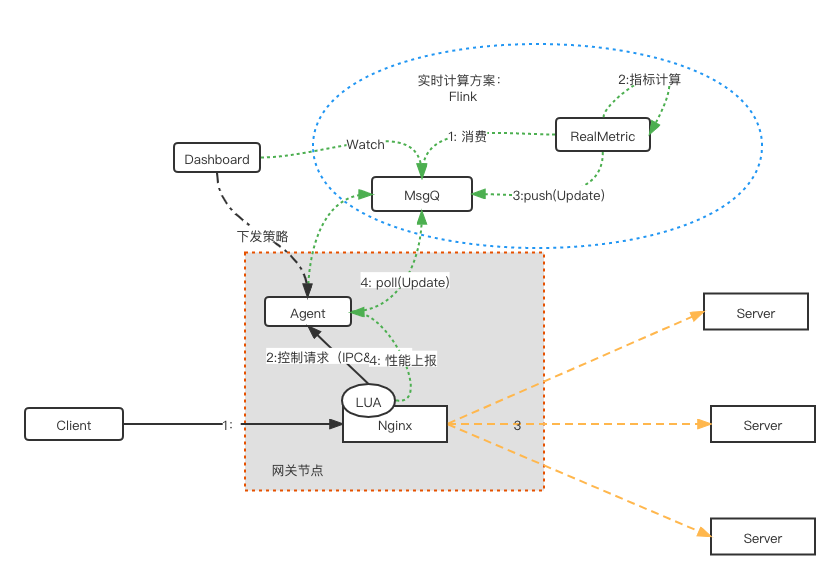 实时计算方案：
Flink
2:指标计算
1: 消费
RealMetric
Watch
Dashboard
MsgQ
3:push(Update)
下发策略
4: poll(Update)
Agent
Server
2:控制请求（IPC&
4: 性能上报
LUA
Client
1:
Nginx
3
Server
网关节点
Server